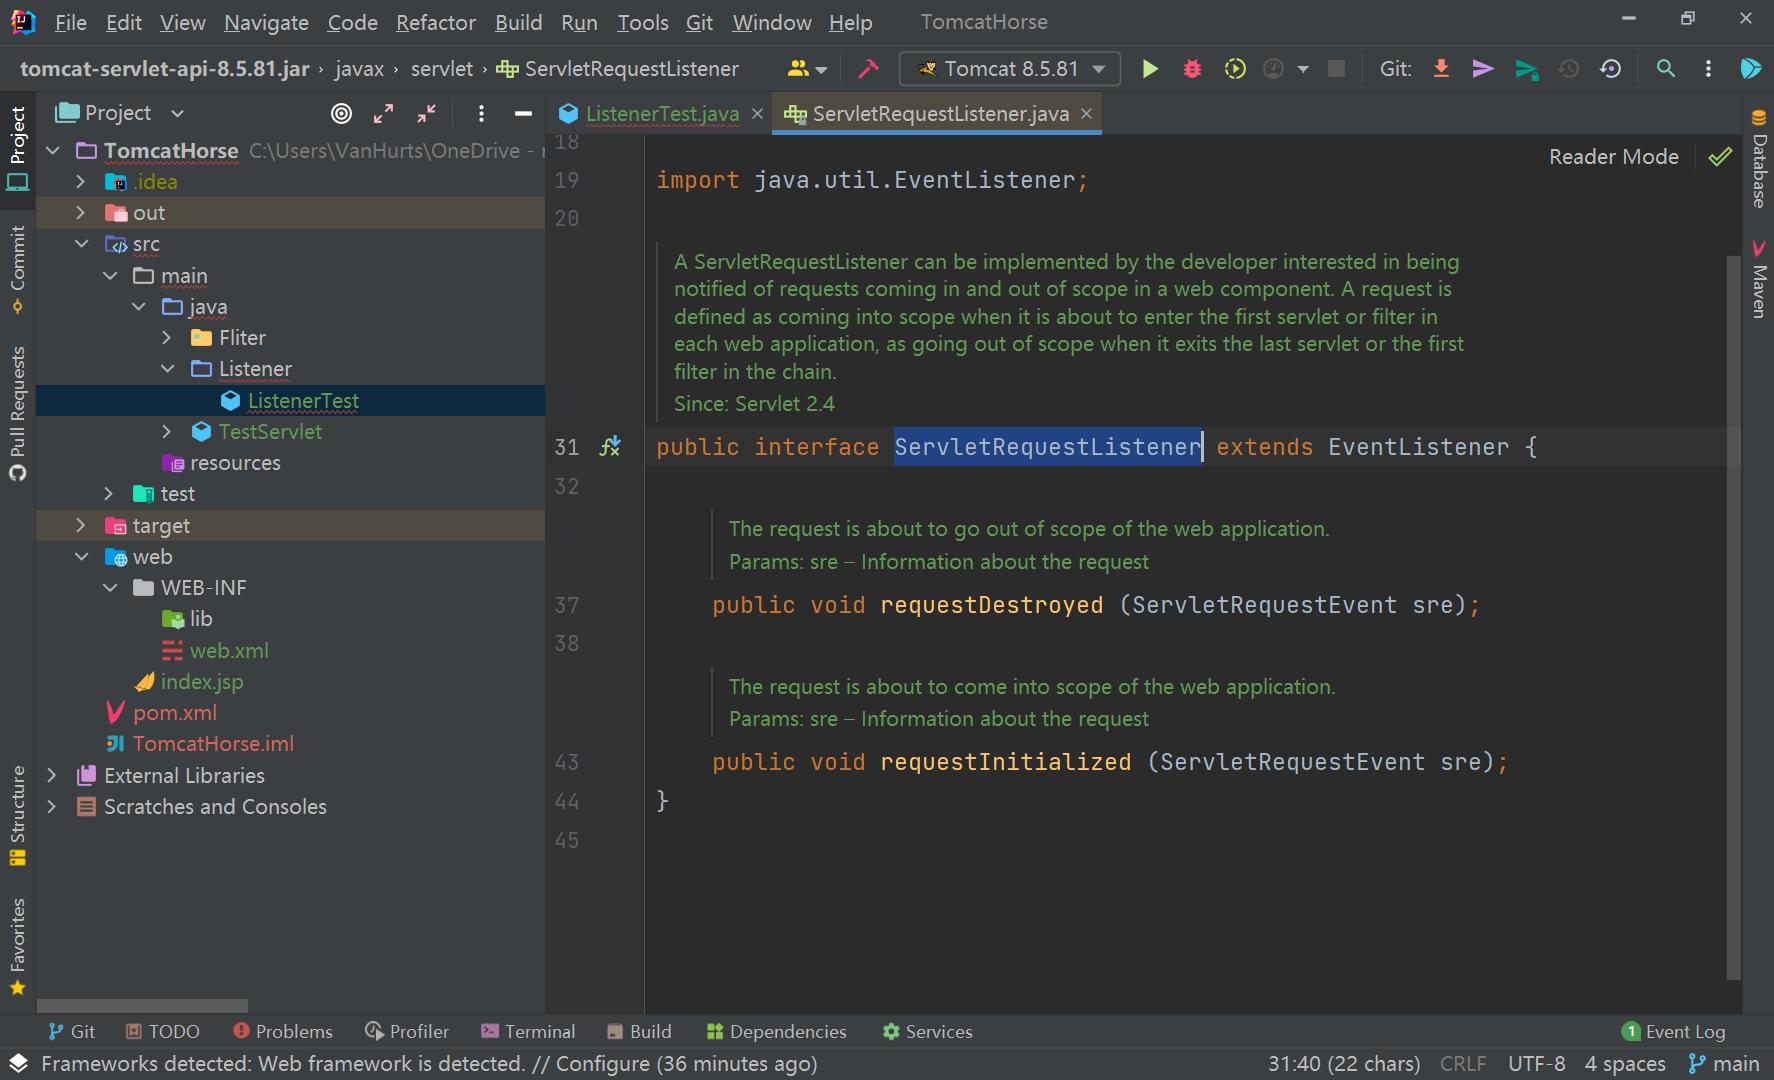 File Edit View Navigate Code Refactor Build Run Tools Git Window Help TomcatHorse
tomcat-servlet-api-8.5.81.jar › javax › servlet › ServletRequestListener
Tomcat 8.5.81
Git:
Project
Commit
Pull Requests
Structure
Favorites
Project
TomcatHorse C:\Users\VanHurts\OneDrive -
.idea
out
src
main
java
Fliter
Listener
ListenerTest
TestServlet
resources
test
target
web
WEB-INF
lib
web.xml
index.jsp
pom.xml
TomcatHorse.iml
External Libraries
Scratches and Consoles
ListenerTest.java ServletRequestListener.java
Reader Mode
18
19 import java.util.EventListener;
20
A ServletRequestListener can be implemented by the developer interested in being
notified of requests coming in and out of scope in a web component. A request is
defined as coming into scope when it is about to enter the first servlet or filter in
each web application, as going out of scope when it exits the last servlet or the first
filter in the chain.
Since: Servlet 2.4
31 public interface ServletRequestListener extends EventListener {
32
The request is about to go out of scope of the web application.
Params: sre – Information about the request
37 public void requestDestroyed (ServletRequestEvent sre);
38
The request is about to come into scope of the web application.
Params: sre – Information about the request
43 public void requestInitialized (ServletRequestEvent sre);
44 }
45
Database
Maven
Git TODO Problems Profiler Terminal Build Dependencies Services 1 Event Log
Frameworks detected: Web framework is detected. // Configure (36 minutes ago) 31:40 (22 chars) CRLF UTF-8 4 spaces main